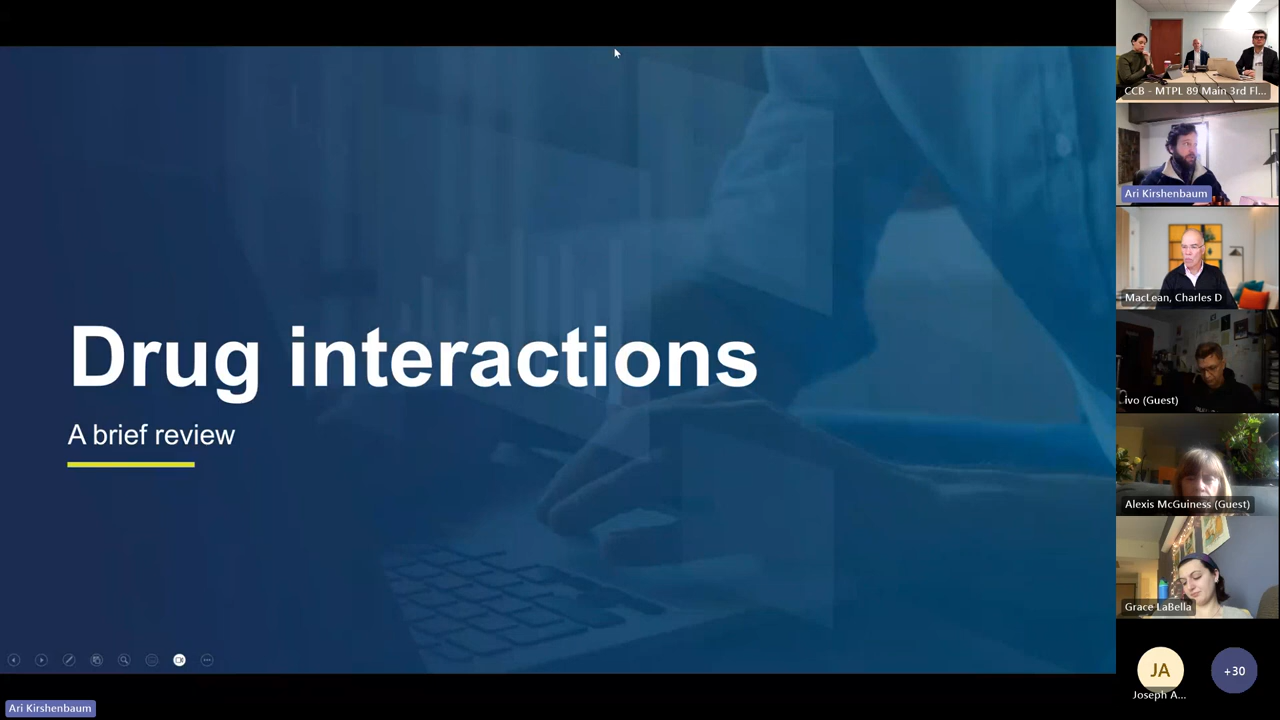 Drug interactions
A brief review
Ari Kirshenbaum
CCB - MTPL 89 Main 3rd Fl...
Ari Kirshenbaum
MacLean, Charles D
ivo (Guest)
Alexis McGuiness (Guest)
Grace LaBella
JA
Joseph A...
+30